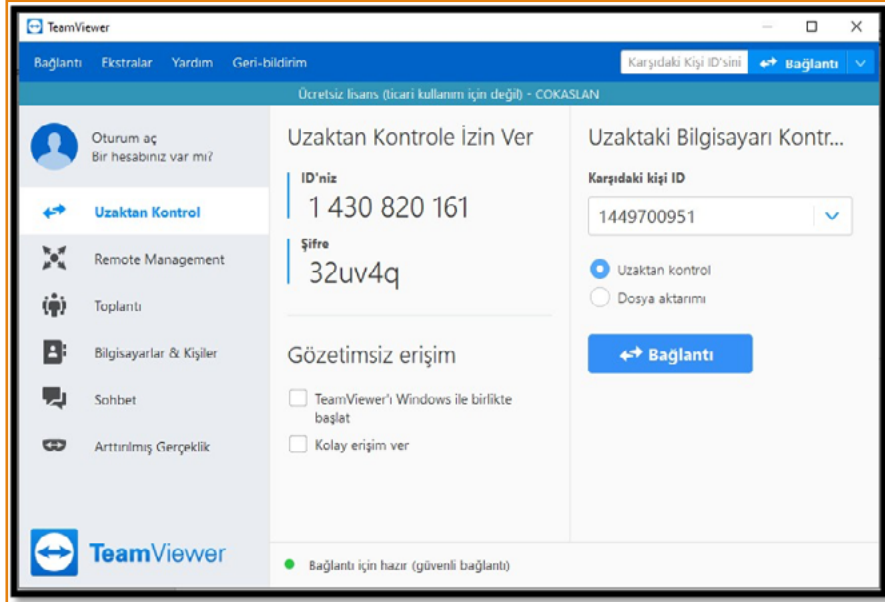 TeamViewer
Bağlantı Ekstralar Yardım Geri-bildirim
Karşıdaki Kişi ID'sini
Bağlantı
Ücretsiz lisans (ticari kullanım için değil) - COKASLAN
Oturum aç
Bir hesabınız var mı?
Uzaktan Kontrol
Remote Management
Toplantı
Bilgisayarlar & Kişiler
Sohbet
Arttırılmış Gerçeklik
TeamViewer
Uzaktan Kontrole İzin Ver
ID'niz
1 430 820 161
Şifre
32uv4q
Gözetimsiz erişim
TeamViewer'ı Windows ile birlikte
başlat
Kolay erişim ver
Uzaktaki Bilgisayarı Kontr...
Karşıdaki kişi ID
1449700951
Uzaktan kontrol
Dosya aktarımı
Bağlantı
Bağlantı için hazır (güvenli bağlantı)